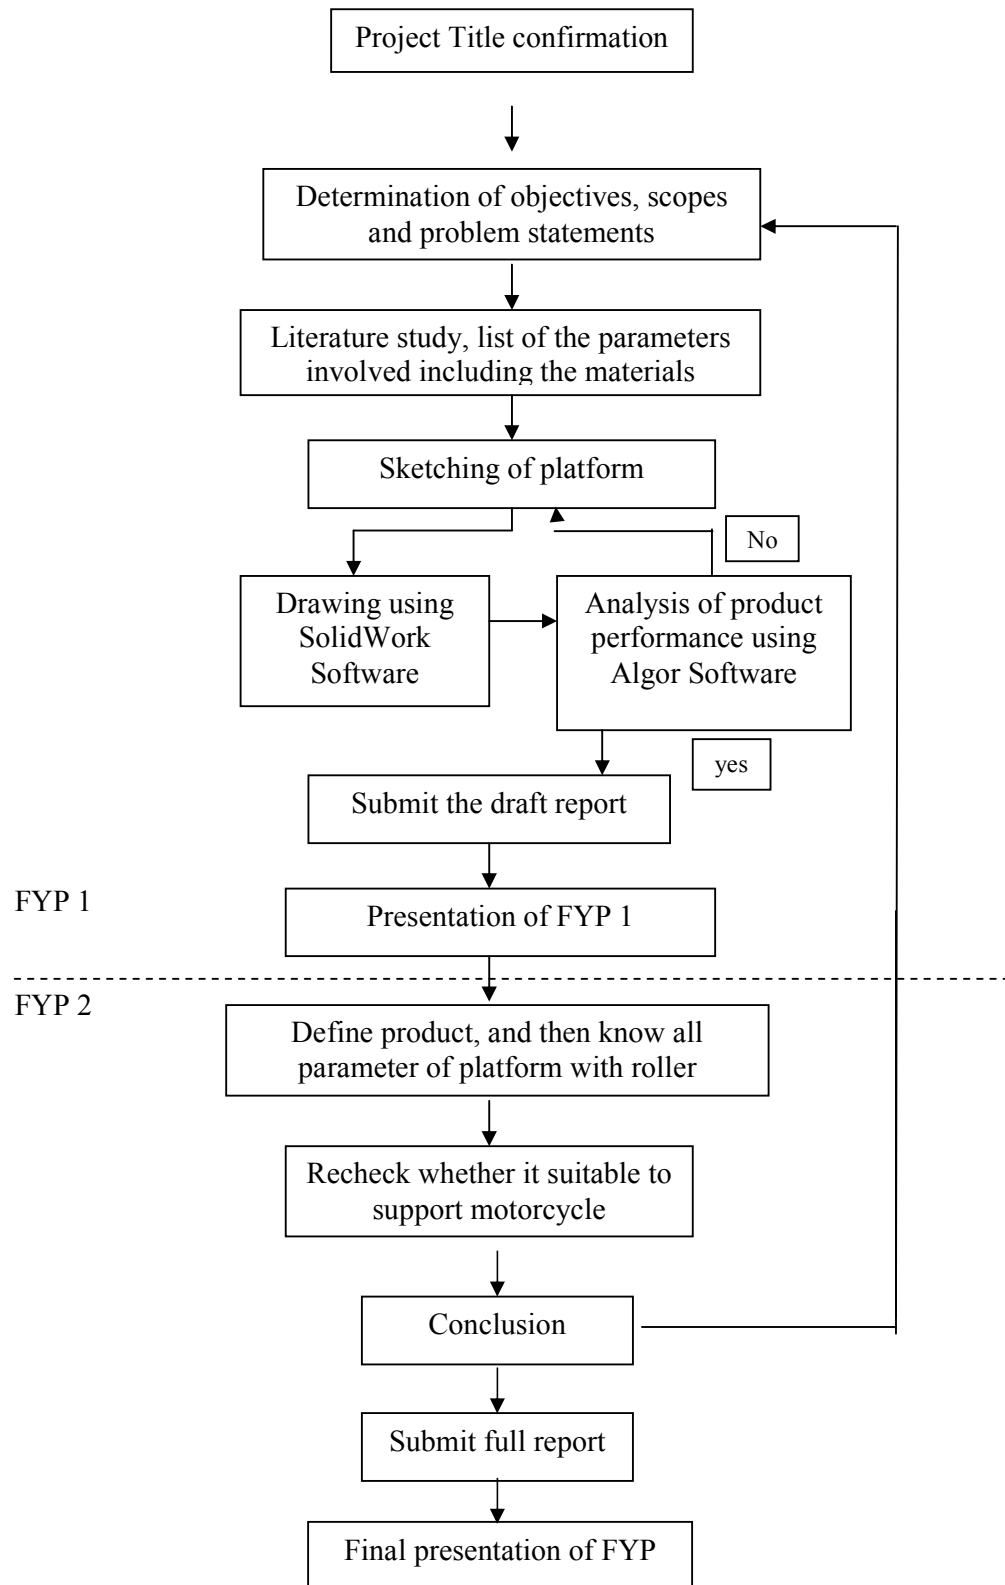 Project Title confirmation
Determination of objectives, scopes
and problem statements
Literature study, list of the parameters
involved including the materials
Sketching of platform
No
Drawing using
SolidWork
Software
Analysis of product
performance using
Algor Software
yes
Submit the draft report
FYP 1
Presentation of FYP 1
FYP 2
Define product, and then know all
parameter of platform with roller
Recheck whether it suitable to
support motorcycle
Conclusion
Submit full report
Final presentation of FYP